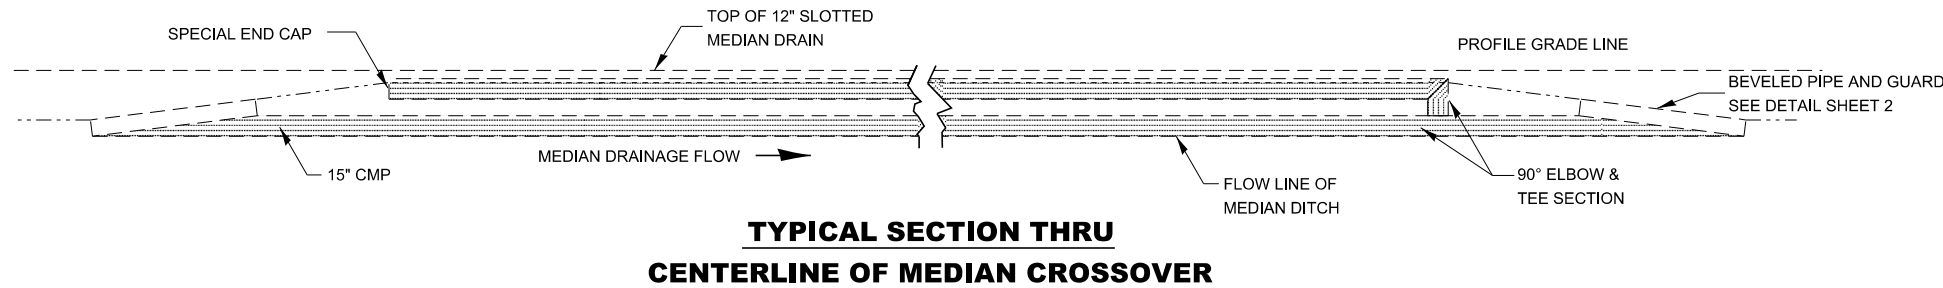 TOP OF 12" SLOTTED
MEDIAN DRAIN
SPECIAL END CAP
PROFILE GRADE LINE
BEVELED PIPE AND GUARD
SEE DETAIL SHEET 2
MEDIAN DRAINAGE FLOW
15" CMP
FLOW LINE OF
MEDIAN DITCH
90° ELBOW &
TEE SECTION
TYPICAL SECTION THRU
CENTERLINE OF MEDIAN CROSSOVER